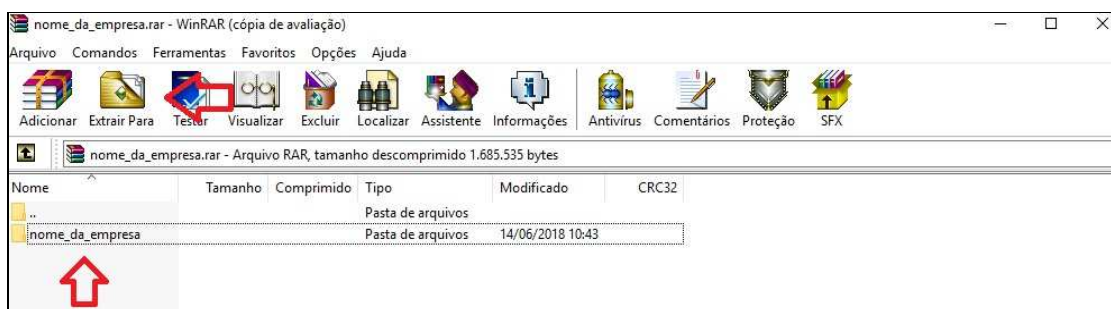 nome_da_empresa.rar - WinRAR (cópia de avaliação)
Arquivo Comandos Ferramentas Favoritos Opções Ajuda
Adicionar Extrair Para Testar Visualizar Excluir Localizar Assistente Informações Antivírus Comentários Proteção SFX
nome_da_empresa.rar - Arquivo RAR, tamanho descomprimido 1.685.535 bytes
Nome Tamanho Comprimido Tipo Modificado CRC32
.. Pasta de arquivos
nome_da_empresa Pasta de arquivos 14/06/2018 10:43